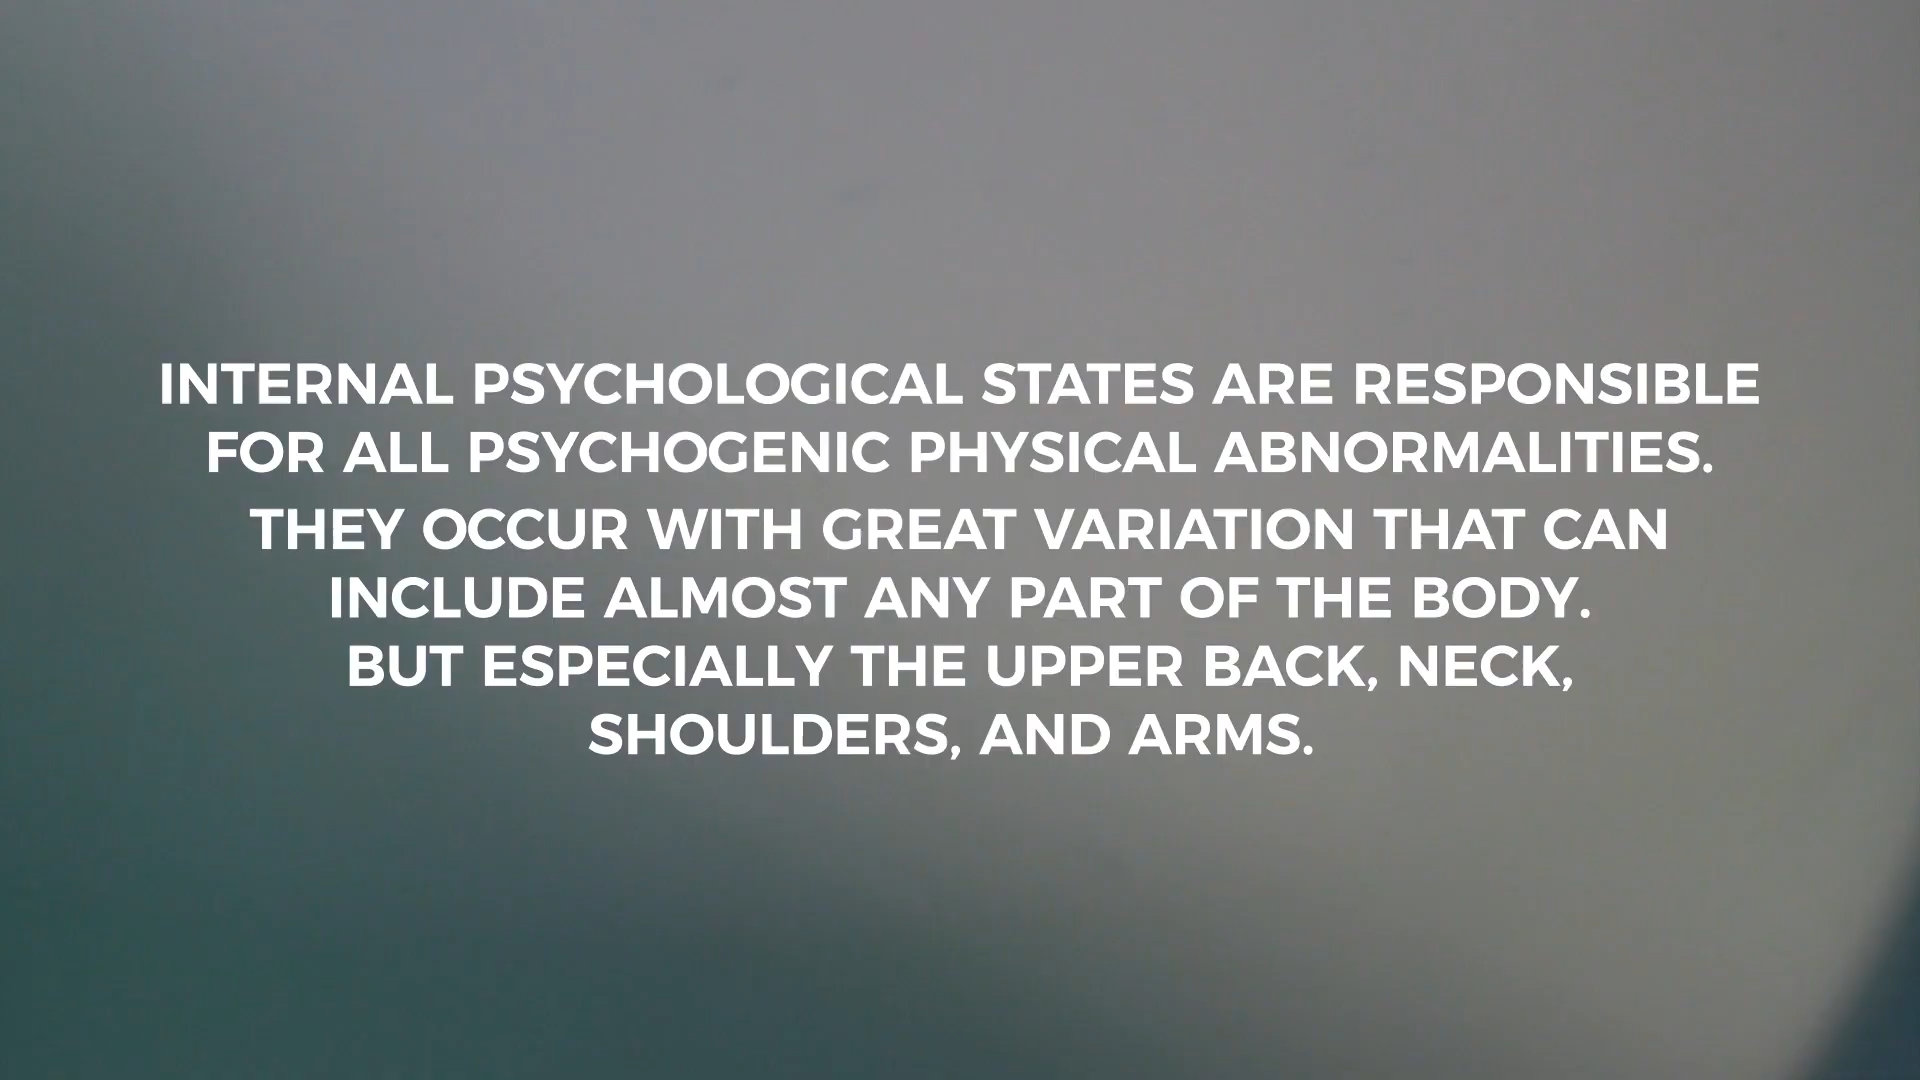 INTERNAL PSYCHOLOGICAL STATES ARE RESPONSIBLE
FOR ALL PSYCHOGENIC PHYSICAL ABNORMALITIES.
THEY OCCUR WITH GREAT VARIATION THAT CAN
INCLUDE ALMOST ANY PART OF THE BODY.
BUT ESPECIALLY THE UPPER BACK, NECK,
SHOULDERS, AND ARMS.